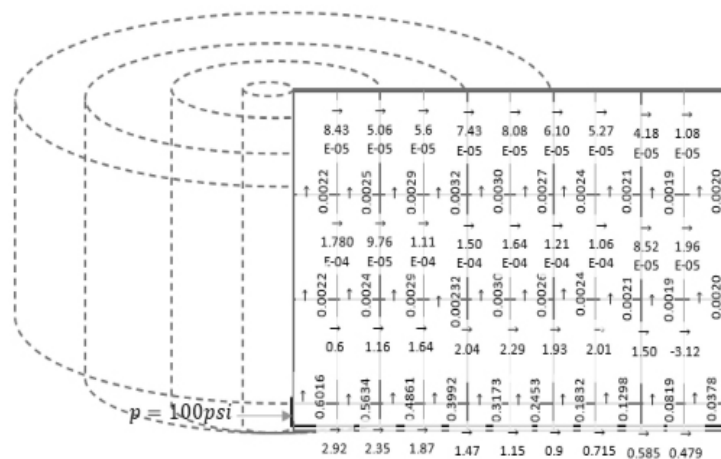 8.43 5.06 5.6 7.43 8.08 6.10 5.27 4.18 1.08
E-05 E-05 E-05 E-05 E-05 E-05 E-05 E-05 E-05
0.0022 0.0025 0.0029 0.0032 0.0030 0.0027 0.0024 0.0021 0.0019 0.0020
1.780 9.76 1.11 1.50 1.64 1.21 1.06 8.52 1.96
E-04 E-05 E-04 E-04 E-04 E-04 E-04 E-05 E-05
0.0022 0.0024 0.0029 0.00232 0.0030 0.0026 0.0024 0.0021 0.0019 0.0020
0.6 1.16 1.64 2.04 2.29 1.93 2.01 1.50 -3.12
0.6016 0.5634 0.4861 0.3992 0.3173 0.2453 0.1832 0.1298 0.0819 0.0378
p = 100psi
2.92 2.35 1.87 1.47 1.15 0.9 0.715 0.585 0.479